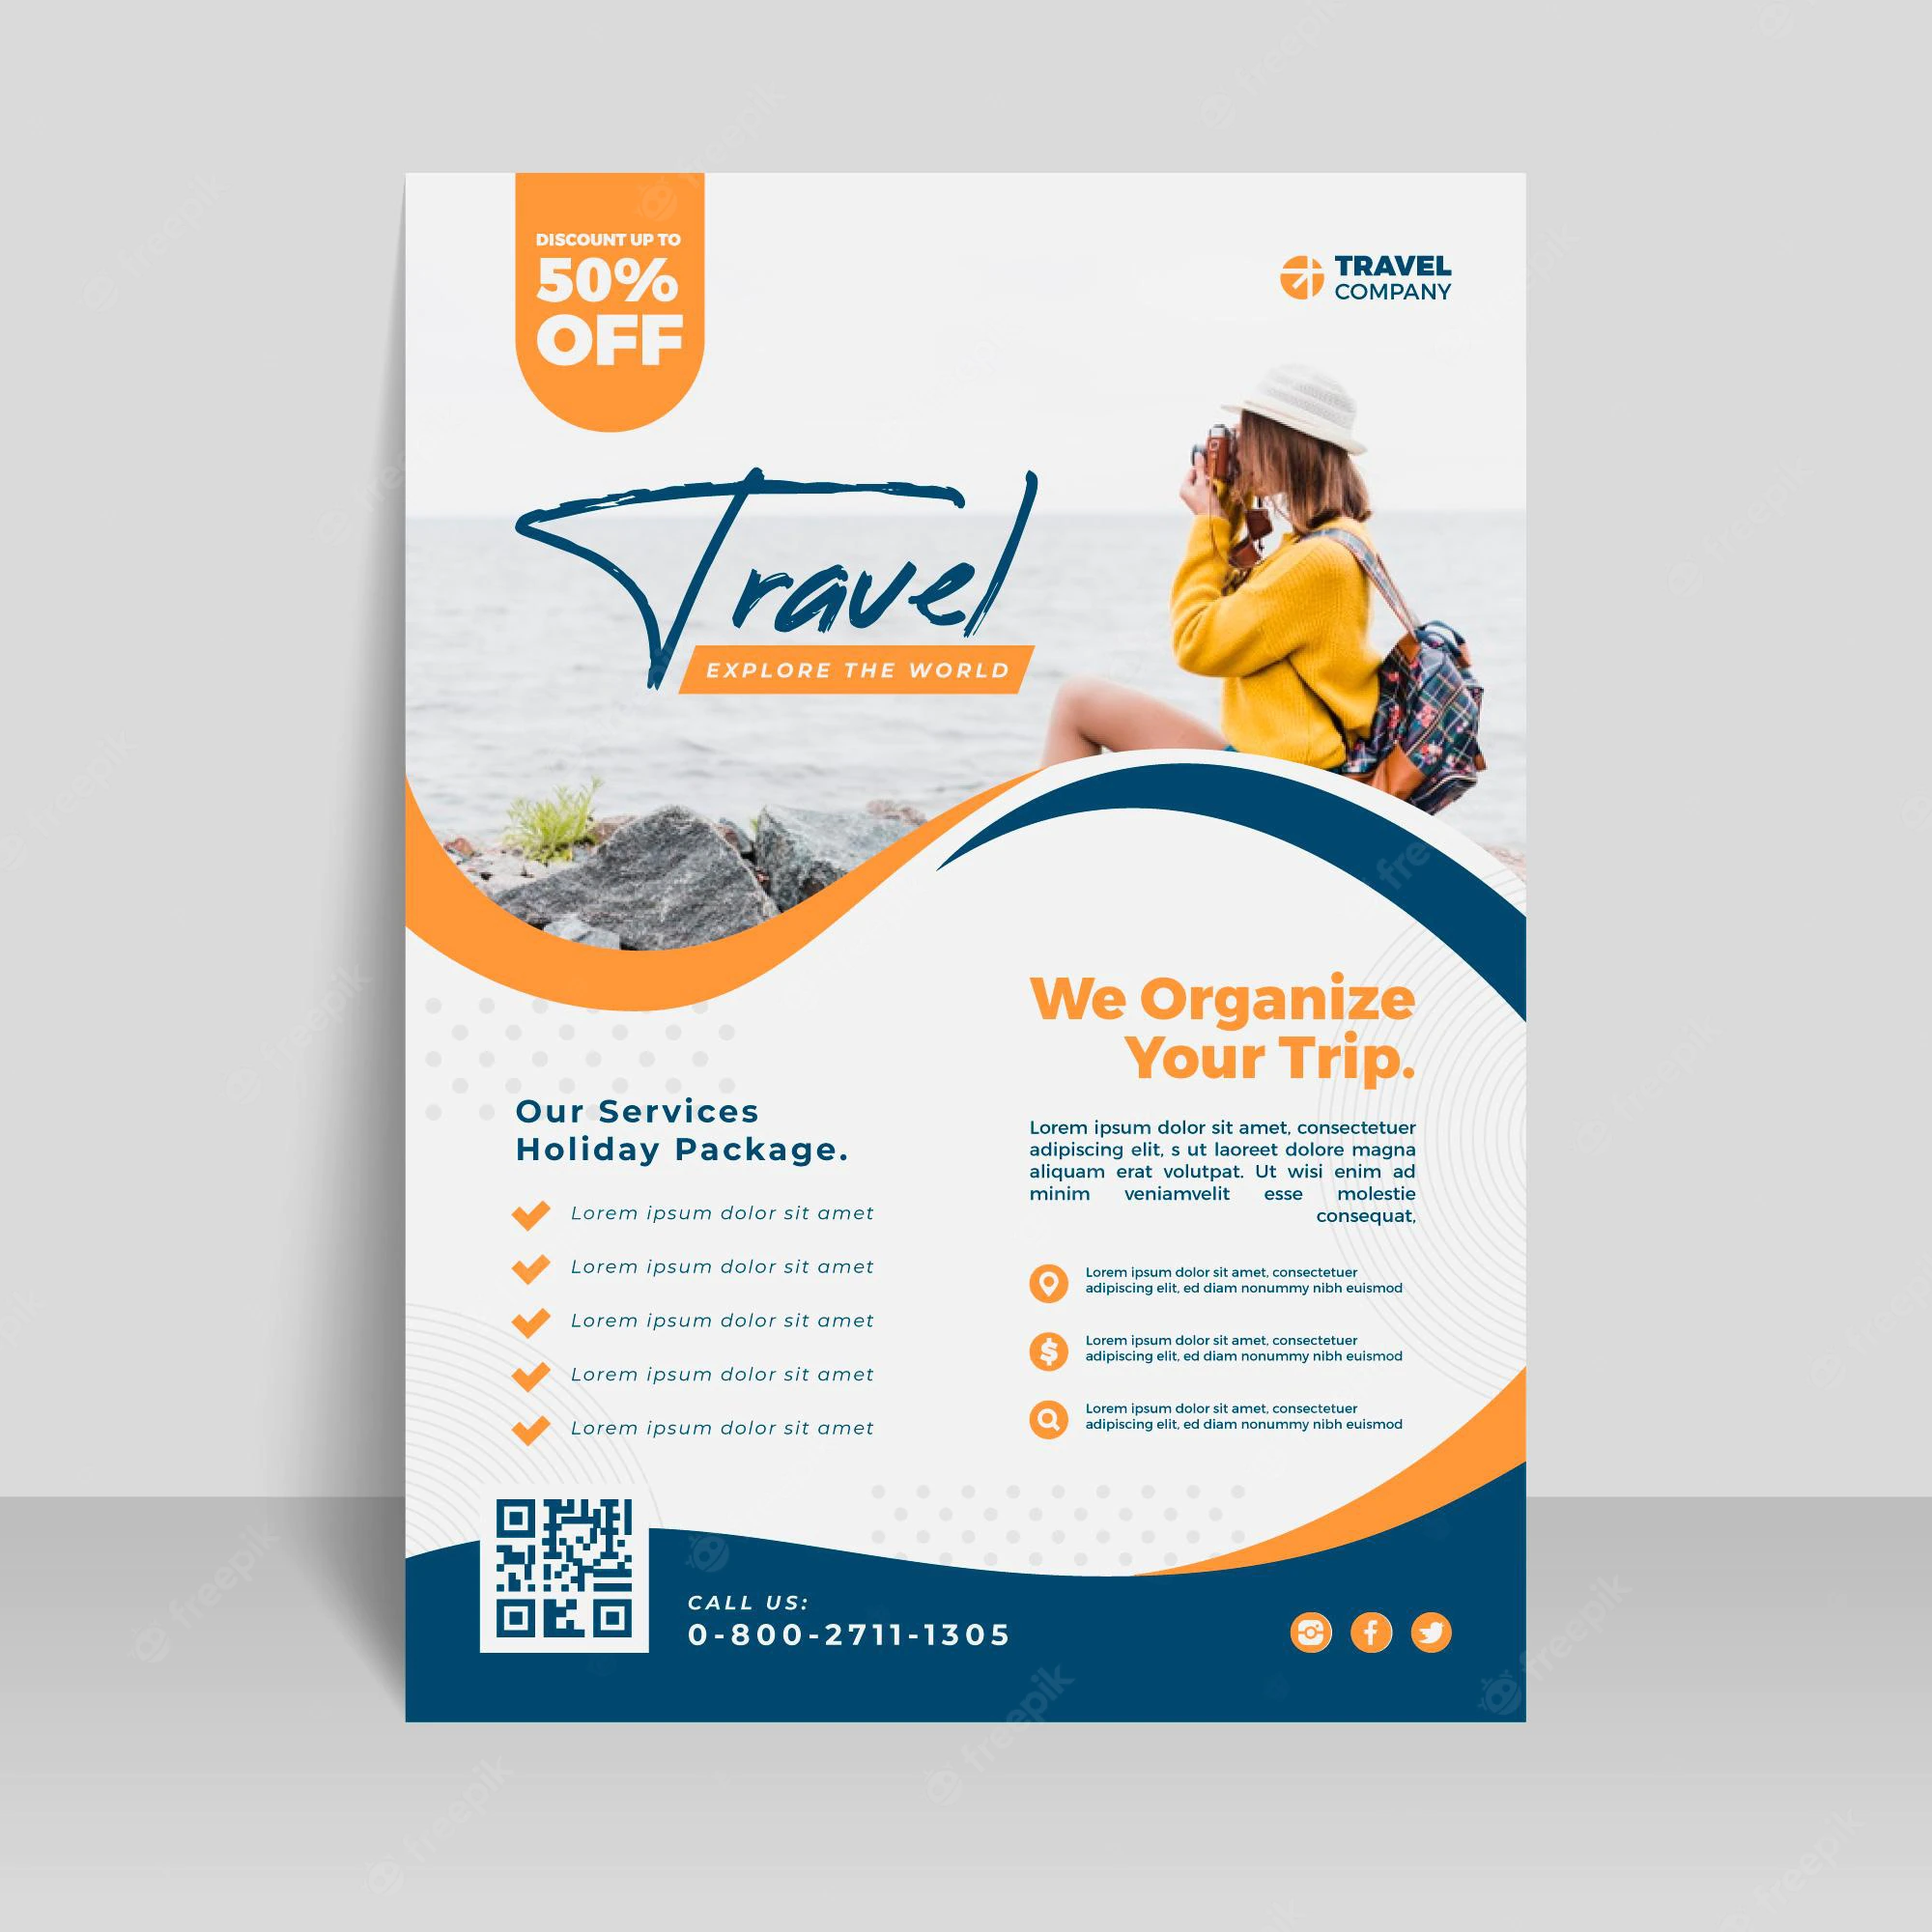 DISCOUNT UP TO
50%
OFF
TRAVEL
COMPANY
Travel
EXPLORE THE WORLD
We Organize
Your Trip.
Lorem ipsum dolor sit amet, consectetuer
adipiscing elit, s ut laoreet dolore magna
aliquam erat volutpat. Ut wisi enim ad
minim veniamvelit esse molestie
consequat,
Our Services
Holiday Package.
Lorem ipsum dolor sit amet
Lorem ipsum dolor sit amet
Lorem ipsum dolor sit amet
Lorem ipsum dolor sit amet
Lorem ipsum dolor sit amet
Lorem ipsum dolor sit amet, consectetuer
adipiscing elit, ed diam nonummy nibh euismod
Lorem ipsum dolor sit amet, consectetuer
adipiscing elit, ed diam nonummy nibh euismod
Lorem ipsum dolor sit amet, consectetuer
adipiscing elit, ed diam nonummy nibh euismod
CALL US:
0-800-2711-1305
freepik